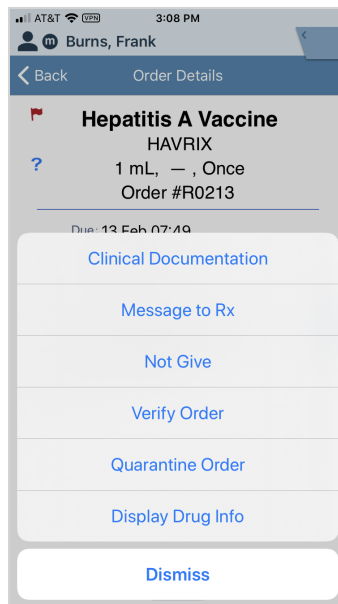 AT&T VPN 3:08 PM
m Burns, Frank
Back Order Details
Hepatitis A Vaccine
HAVRIX
? 1 mL, — , Once
Order #R0213
Due: 13 Feb 07:49
Clinical Documentation
Message to Rx
Not Give
Verify Order
Quarantine Order
Display Drug Info
Dismiss